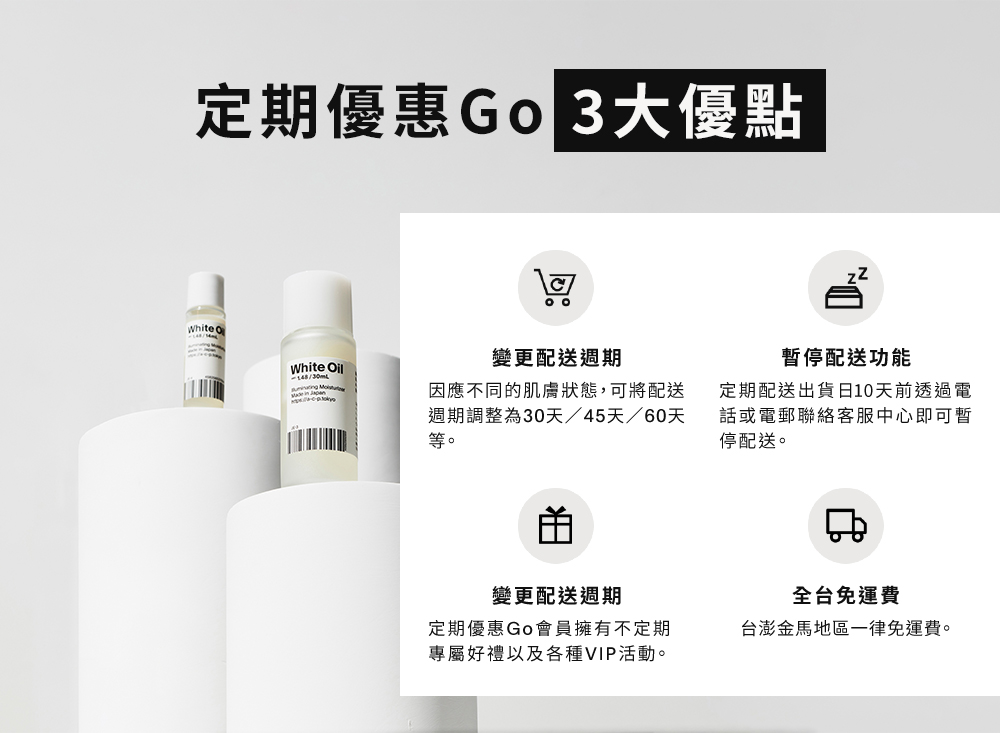 定期優惠Go 3大優點
變更配送週期
因應不同的肌膚狀態，可將配送
週期調整為30天／45天／60天
等。
暫停配送功能
定期配送出貨日10天前透過電
話或電郵聯絡客服中心即可暫
停配送。
變更配送週期
定期優惠Go會員擁有不定期
專屬好禮以及各種VIP活動。
全台免運費
台澎金馬地區一律免運費。
White Oil
1,48 / 30mL
Illuminating Moisturizer
Made in Japan
https://a-c-p.tokyo
White Oil